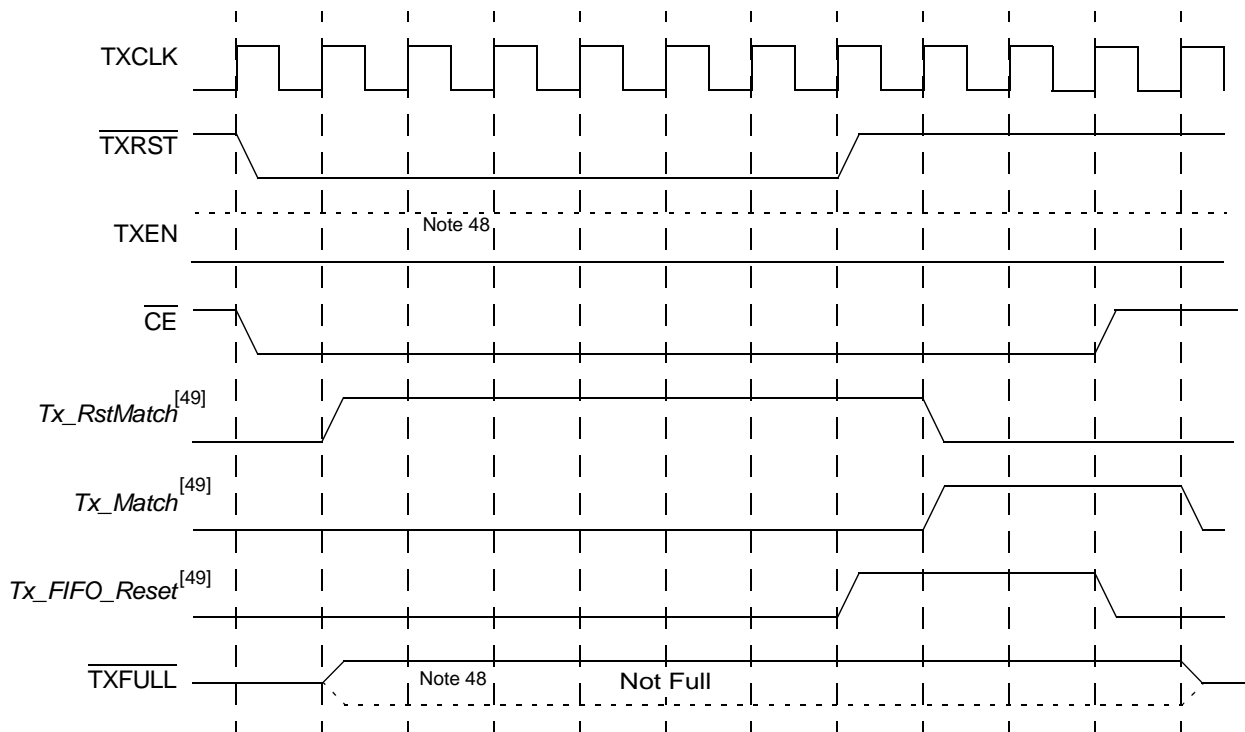 TXCLK
TXRST
Note 48
TXEN
CE
Tx_RstMatch[49]
Tx_Match[49]
Tx_FIFO_Reset[49]
TXFULL Note 48 Not Full